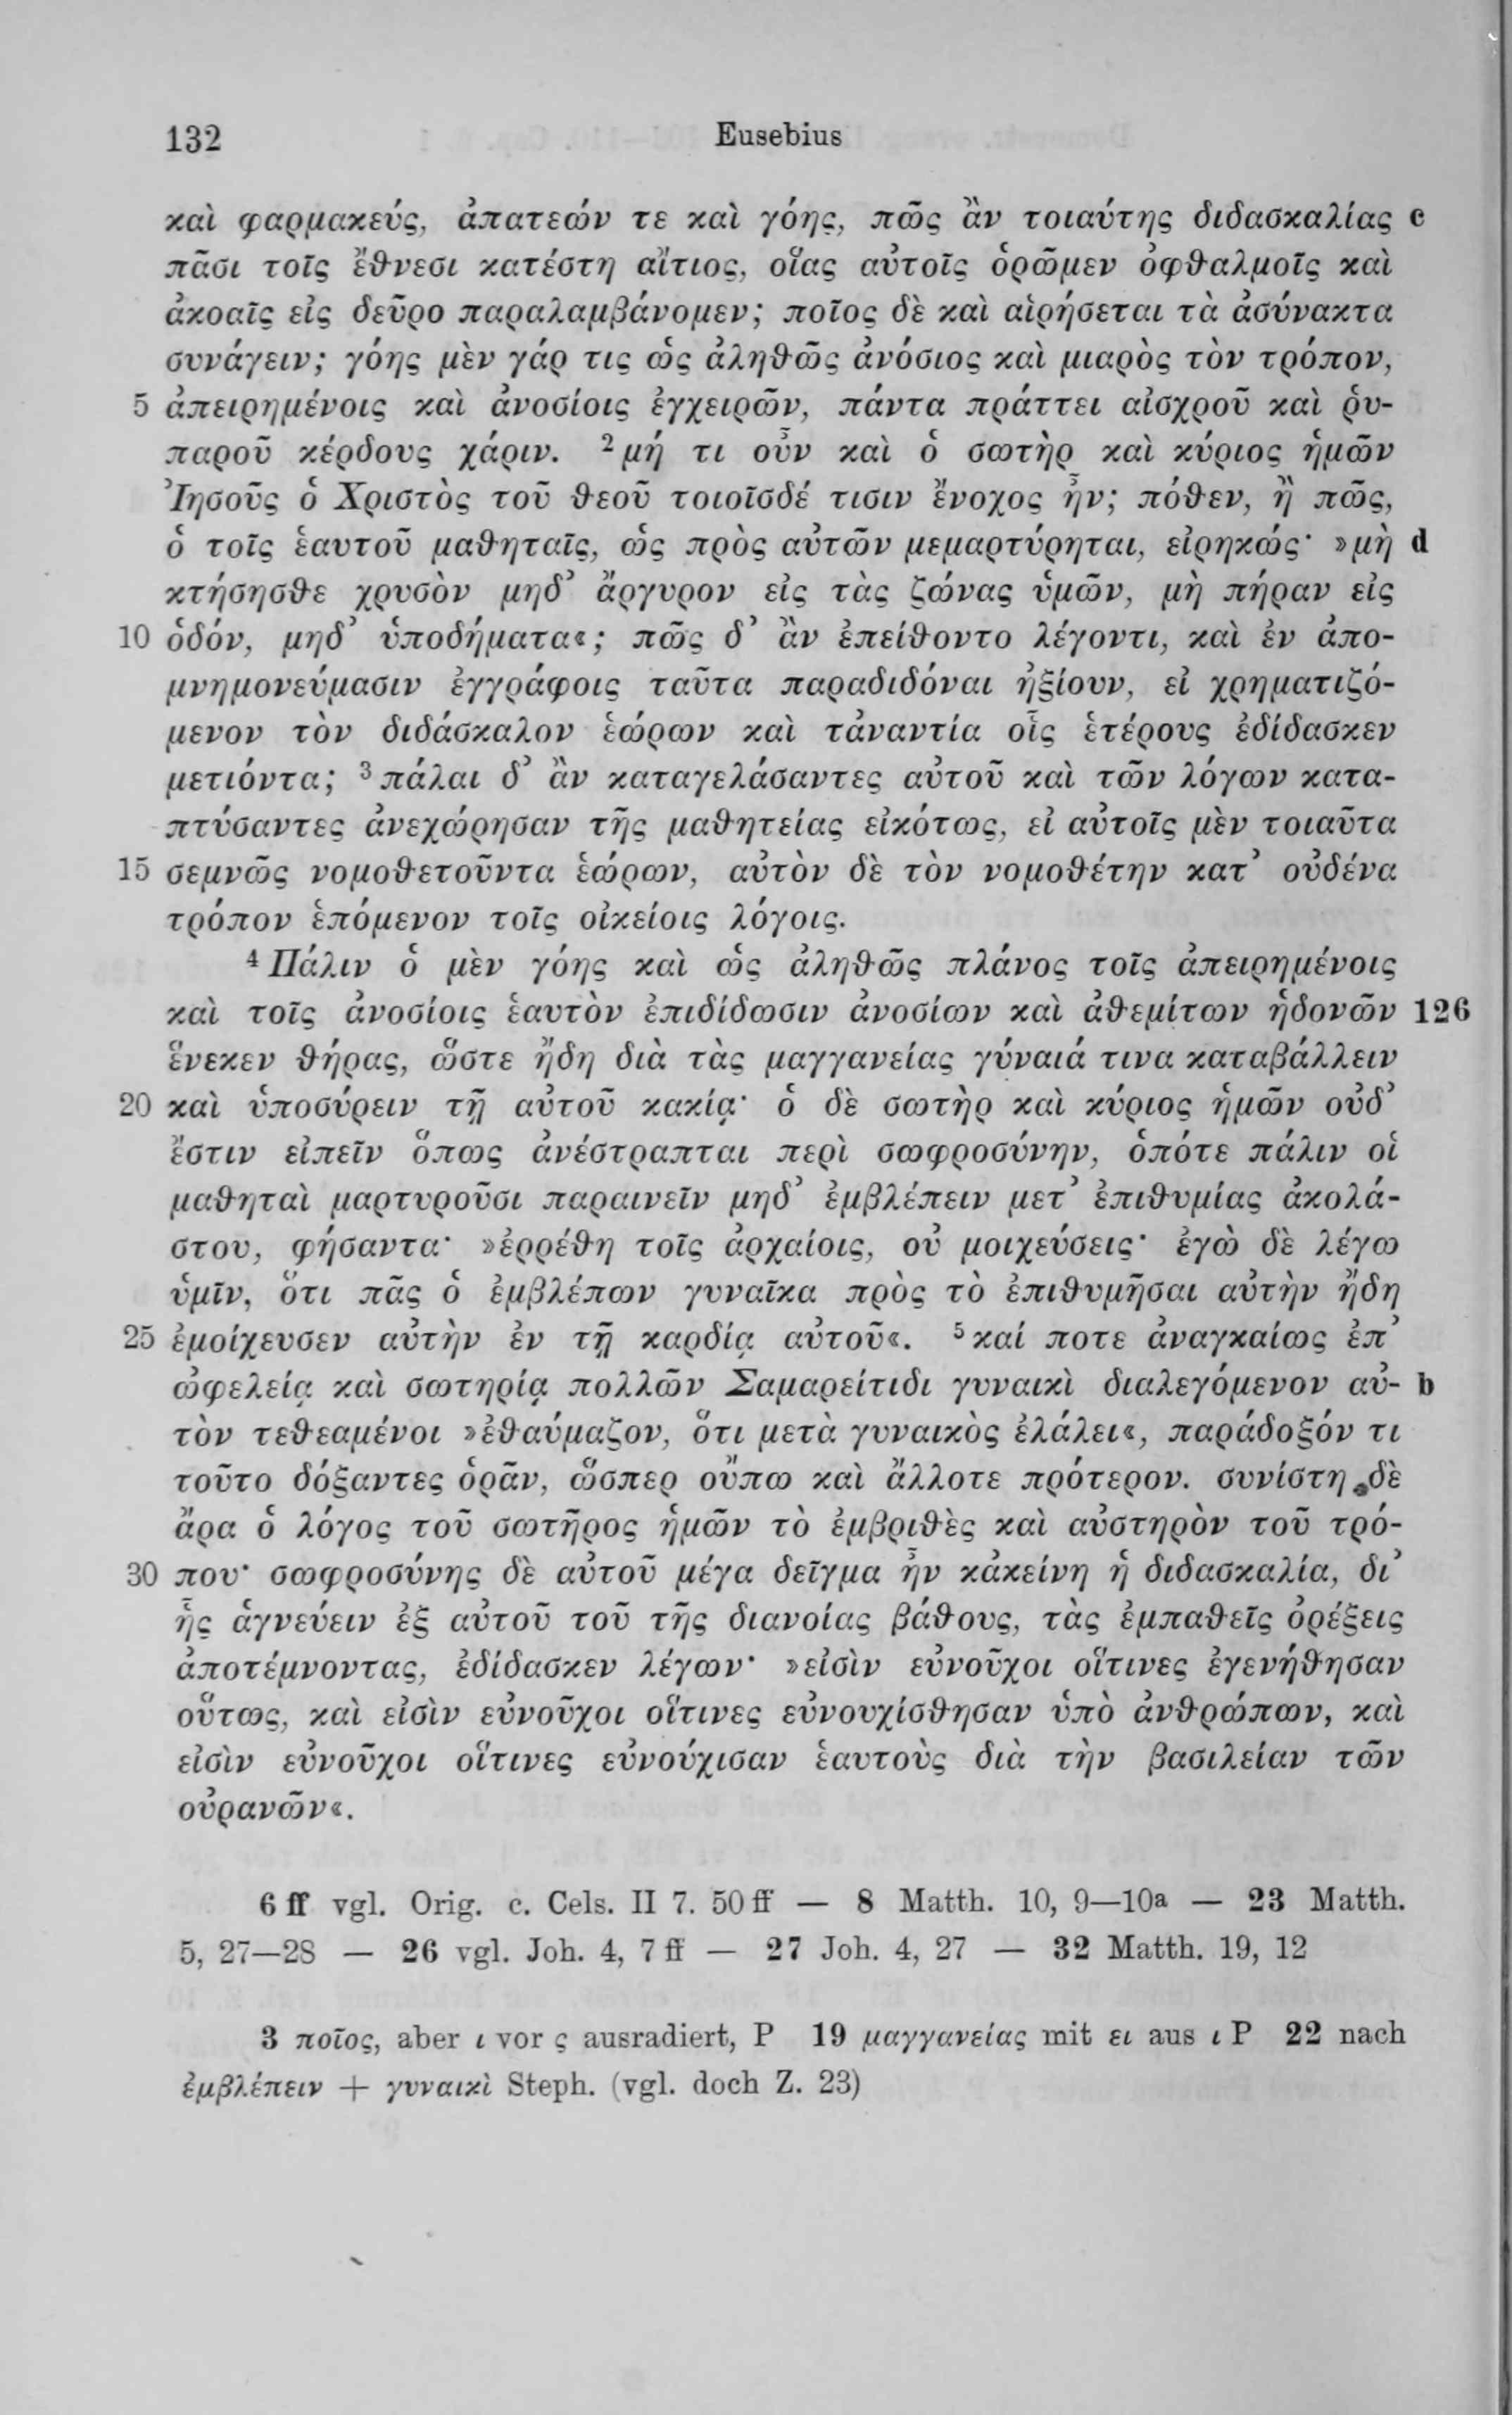 132 Eusebius
καὶ φαρμακεύς, ἀπατεών τε καὶ γόης, πῶς ἂν τοιαύτης διδασκαλίας c
πᾶσι τοῖς ἔθνεσι κατέστη αἴτιος, οἵας αὐτοῖς ὁρῶμεν ὀφθαλμοῖς καὶ
ἀκοαῖς εἰς δεῦρο παραλαμβάνομεν; ποῖος δὲ καὶ αἱρήσεται τὰ ἀσύνακτα
συνάγειν; γόης μὲν γάρ τις ὡς ἀληθῶς ἀνόσιος καὶ μιαρὸς τὸν τρόπον,
5 ἀπειρημένοις καὶ ἀνοσίοις ἐγχειρῶν, πάντα πράττει αἰσχροῦ καὶ ῥυ-
παροῦ κέρδους χάριν. ² μή τι οὖν καὶ ὁ σωτὴρ καὶ κύριος ἡμῶν
Ἰησοῦς ὁ Χριστὸς τοῦ θεοῦ τοιοῖσδέ τισιν ἔνοχος ἦν; πόθεν, ἢ πῶς,
ὁ τοῖς ἑαυτοῦ μαθηταῖς, ὡς πρὸς αὐτῶν μεμαρτύρηται, εἰρηκώς· »μὴ d
κτήσησθε χρυσὸν μηδ’ ἄργυρον εἰς τὰς ζώνας ὑμῶν, μὴ πήραν εἰς
10 ὁδόν, μηδ’ ὑποδήματα«; πῶς δ’ ἂν ἐπείθοντο λέγοντι, καὶ ἐν ἀπο-
μνημονεύμασιν ἐγγράφοις ταῦτα παραδιδόναι ἠξίουν, εἰ χρηματιζό-
μενον τὸν διδάσκαλον ἑώρων καὶ τἀναντία οἷς ἑτέρους ἐδίδασκεν
μετιόντα; ³ πάλαι δ’ ἂν καταγελάσαντες αὐτοῦ καὶ τῶν λόγων κατα-
πτύσαντες ἀνεχώρησαν τῆς μαθητείας εἰκότως, εἰ αὐτοῖς μὲν τοιαῦτα
15 σεμνῶς νομοθετοῦντα ἑώρων, αὐτὸν δὲ τὸν νομοθέτην κατ’ οὐδένα
τρόπον ἑπόμενον τοῖς οἰκείοις λόγοις.
⁴ Πάλιν ὁ μὲν γόης καὶ ὡς ἀληθῶς πλάνος τοῖς ἀπειρημένοις
καὶ τοῖς ἀνοσίοις ἑαυτὸν ἐπιδίδωσιν ἀνοσίων καὶ ἀθεμίτων ἡδονῶν 126
ἕνεκεν θήρας, ὥστε ἤδη διὰ τὰς μαγγανείας γύναιά τινα καταβάλλειν
20 καὶ ὑποσύρειν τῇ αὐτοῦ κακίᾳ· ὁ δὲ σωτὴρ καὶ κύριος ἡμῶν οὐδ’
ἔστιν εἰπεῖν ὅπως ἀνέστραπται περὶ σωφροσύνην, ὁπότε πάλιν οἱ
μαθηταὶ μαρτυροῦσι παραινεῖν μηδ’ ἐμβλέπειν μετ’ ἐπιθυμίας ἀκολά-
στου, φήσαντα· »ἐρρέθη τοῖς ἀρχαίοις, οὐ μοιχεύσεις· ἐγὼ δὲ λέγω
ὑμῖν, ὅτι πᾶς ὁ ἐμβλέπων γυναῖκα πρὸς τὸ ἐπιθυμῆσαι αὐτὴν ἤδη
25 ἐμοίχευσεν αὐτὴν ἐν τῇ καρδίᾳ αὐτοῦ«. ⁵ καί ποτε ἀναγκαίως ἐπ’
ὠφελείᾳ καὶ σωτηρίᾳ πολλῶν Σαμαρείτιδι γυναικὶ διαλεγόμενον αὐ- b
τὸν τεθεαμένοι »ἐθαύμαζον, ὅτι μετὰ γυναικὸς ἐλάλει«, παράδοξόν τι
τοῦτο δόξαντες ὁρᾶν, ὥσπερ οὔπω καὶ ἄλλοτε πρότερον. συνίστη δὲ
ἄρα ὁ λόγος τοῦ σωτῆρος ἡμῶν τὸ ἐμβριθὲς καὶ αὐστηρὸν τοῦ τρό-
30 που· σωφροσύνης δὲ αὐτοῦ μέγα δεῖγμα ἦν κἀκείνη ἡ διδασκαλία, δι’
ἧς ἁγνεύειν ἐξ αὐτοῦ τοῦ τῆς διανοίας βάθους, τὰς ἐμπαθεῖς ὀρέξεις
ἀποτέμνοντας, ἐδίδασκεν λέγων· »εἰσὶν εὐνοῦχοι οἵτινες ἐγενήθησαν
οὕτως, καὶ εἰσὶν εὐνοῦχοι οἵτινες εὐνουχίσθησαν ὑπὸ ἀνθρώπων, καὶ
εἰσὶν εὐνοῦχοι οἵτινες εὐνούχισαν ἑαυτοὺς διὰ τὴν βασιλείαν τῶν
οὐρανῶν«.
6 ff vgl. Orig. c. Cels. II 7. 50 ff — 8 Matth. 10, 9—10a — 23 Matth.
5, 27—28 — 26 vgl. Joh. 4, 7 ff — 27 Joh. 4, 27 — 32 Matth. 19, 12
3 ποῖος, aber ι vor ς ausradiert, P 19 μαγγανείας mit ει aus ι P 22 nach
ἐμβλέπειν + γυναικὶ Steph. (vgl. doch Z. 23)